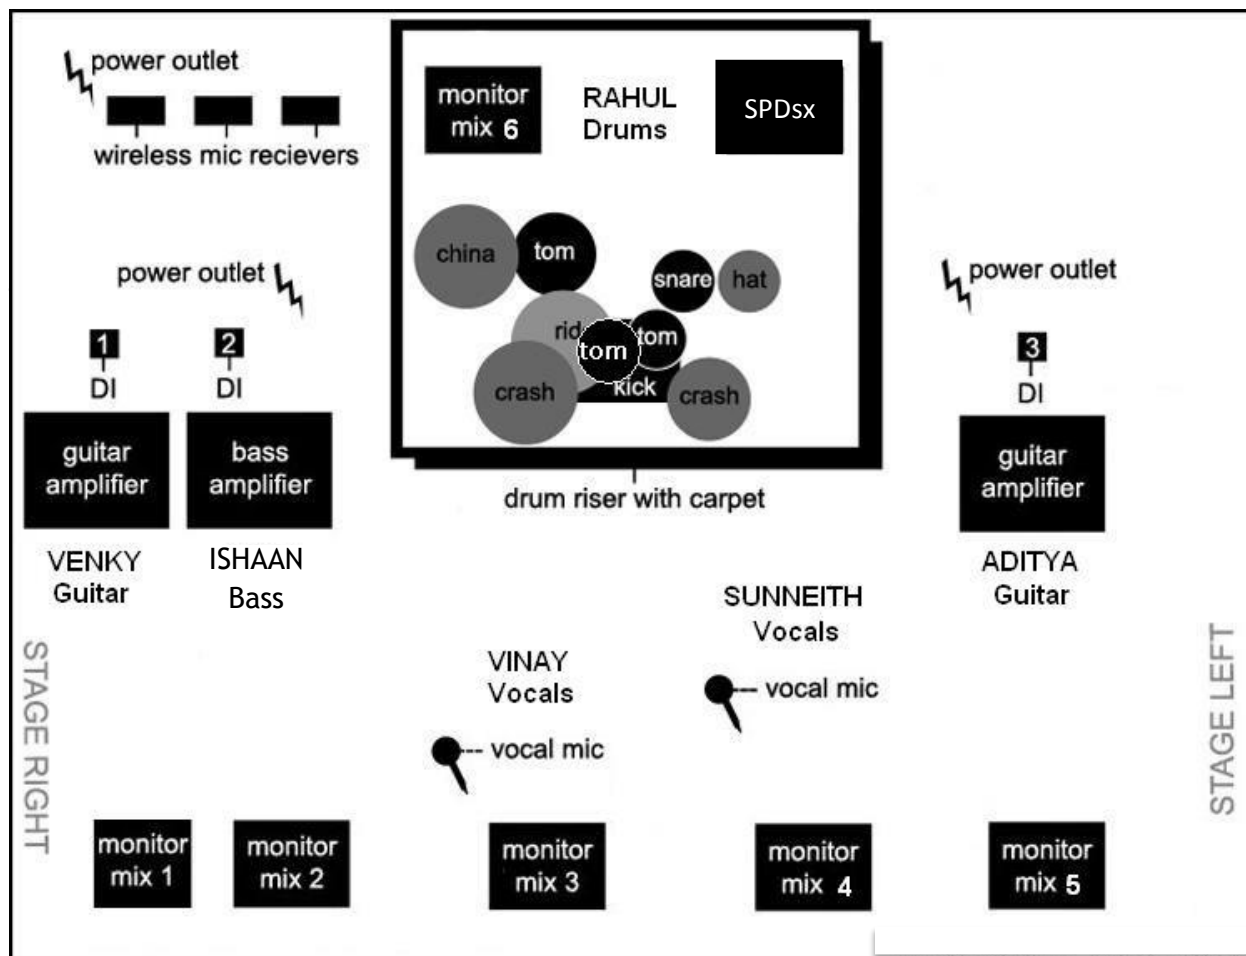 power outlet
wireless mic recievers
monitor
mix 6
RAHUL
Drums
SPDsx
china
tom
snare
hat
rid
tom
tom
kick
crash
crash
drum riser with carpet
power outlet
1
DI
2
DI
guitar
amplifier
bass
amplifier
VENKY
Guitar
ISHAAN
Bass
power outlet
3
DI
guitar
amplifier
ADITYA
Guitar
SUNNEITH
Vocals
vocal mic
VINAY
Vocals
vocal mic
STAGE RIGHT
STAGE LEFT
monitor
mix 1
monitor
mix 2
monitor
mix 3
monitor
mix 4
monitor
mix 5